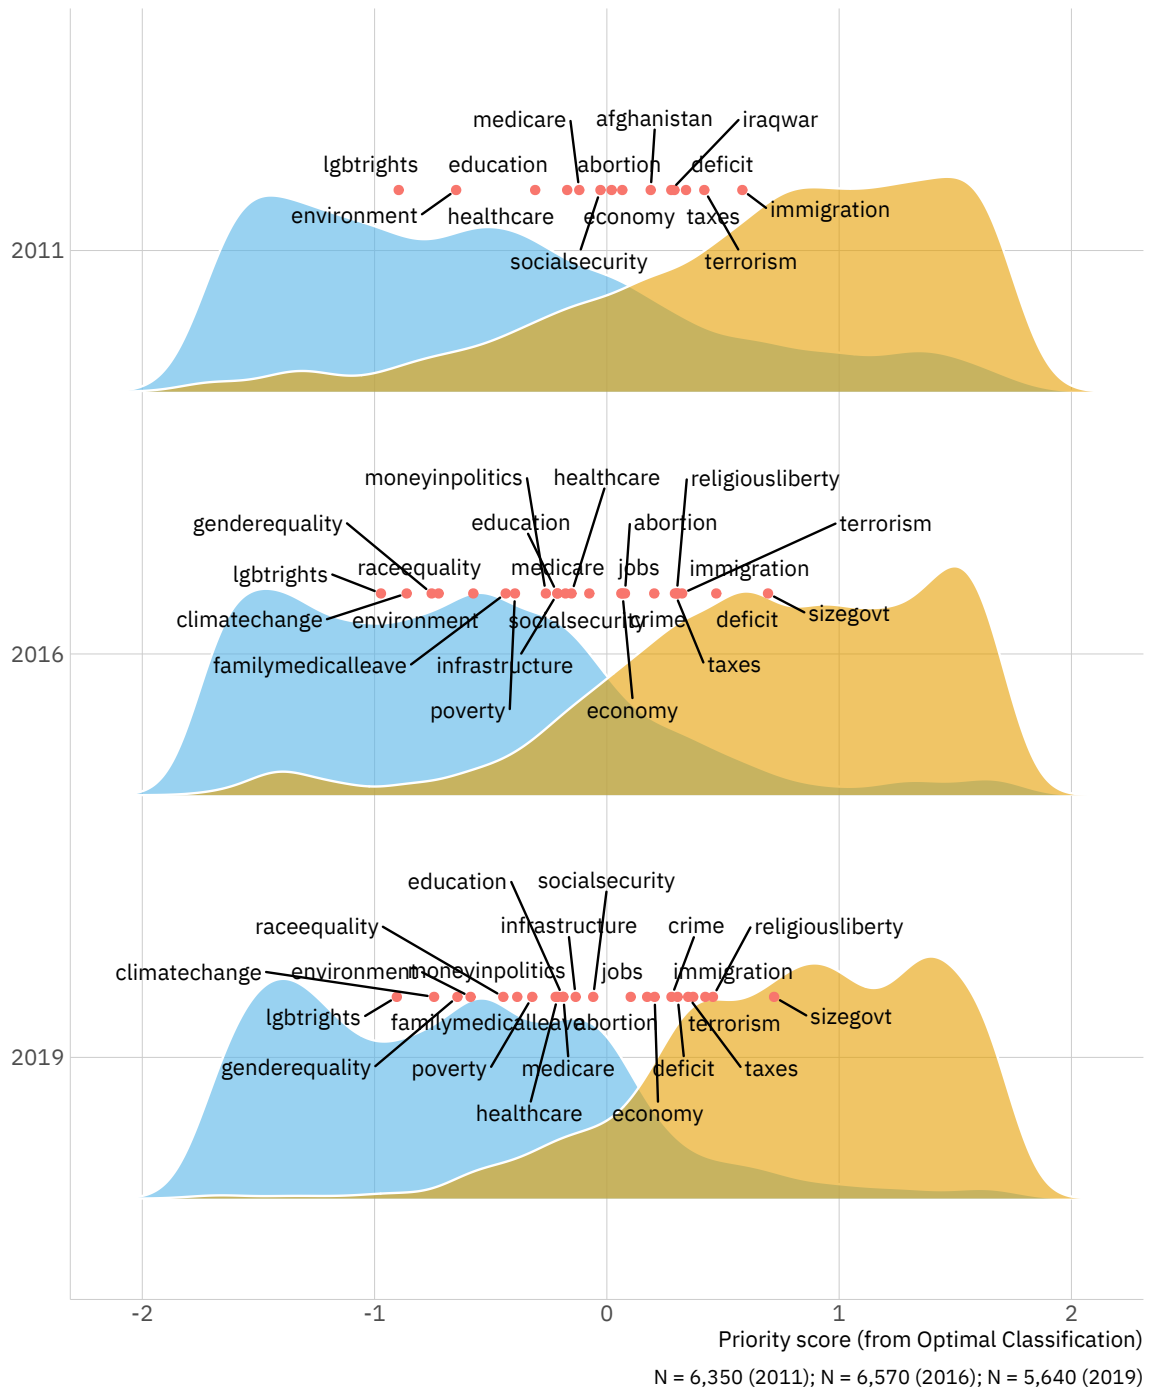 medicare afghanistan iraqwar
lgbtrights education abortion deficit
environment healthcare economy taxes immigration
2011
socialsecurity terrorism
moneyinpolitics healthcare religiousliberty
genderequality education abortion terrorism
lgbtrights raceequality medicare jobs immigration
climatechange environment socialsecurity crime deficit sizegovt
2016
familymedicalleave infrastructure taxes
poverty economy
education socialsecurity
raceequality infrastructure crime religiousliberty
climatechange environment moneyinpolitics jobs immigration
lgbtrights familymedicalleave abortion terrorism sizegovt
2019
genderequality poverty medicare deficit taxes
healthcare economy
-2 -1 0 1 2
Priority score (from Optimal Classification)
N = 6,350 (2011); N = 6,570 (2016); N = 5,640 (2019)